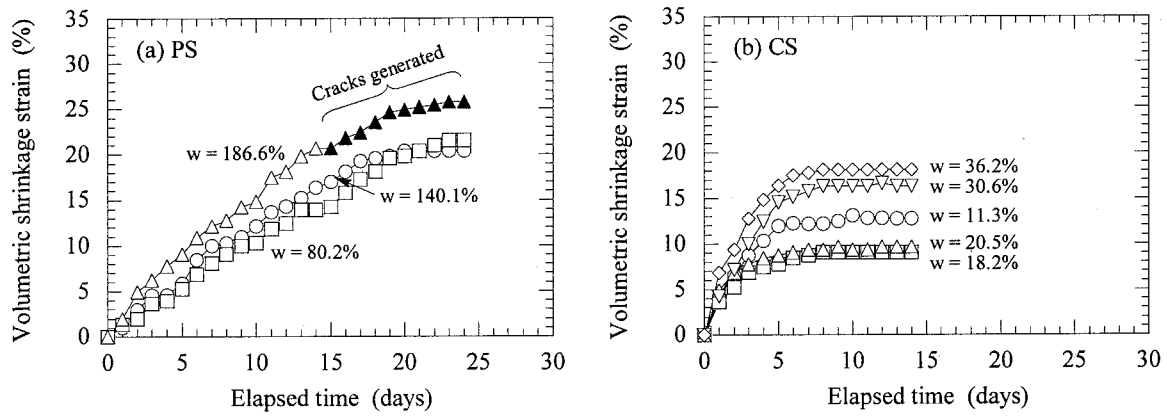 (a) PS
Cracks generated
w = 186.6%
w = 140.1%
w = 80.2%
Volumetric shrinkage strain (%)
35
30
25
20
15
10
5
0
0 5 10 15 20 25 30
Elapsed time (days)
(b) CS
w = 36.2%
w = 30.6%
w = 11.3%
w = 20.5%
w = 18.2%
Volumetric shrinkage strain (%)
35
30
25
20
15
10
5
0
0 5 10 15 20 25 30
Elapsed time (days)